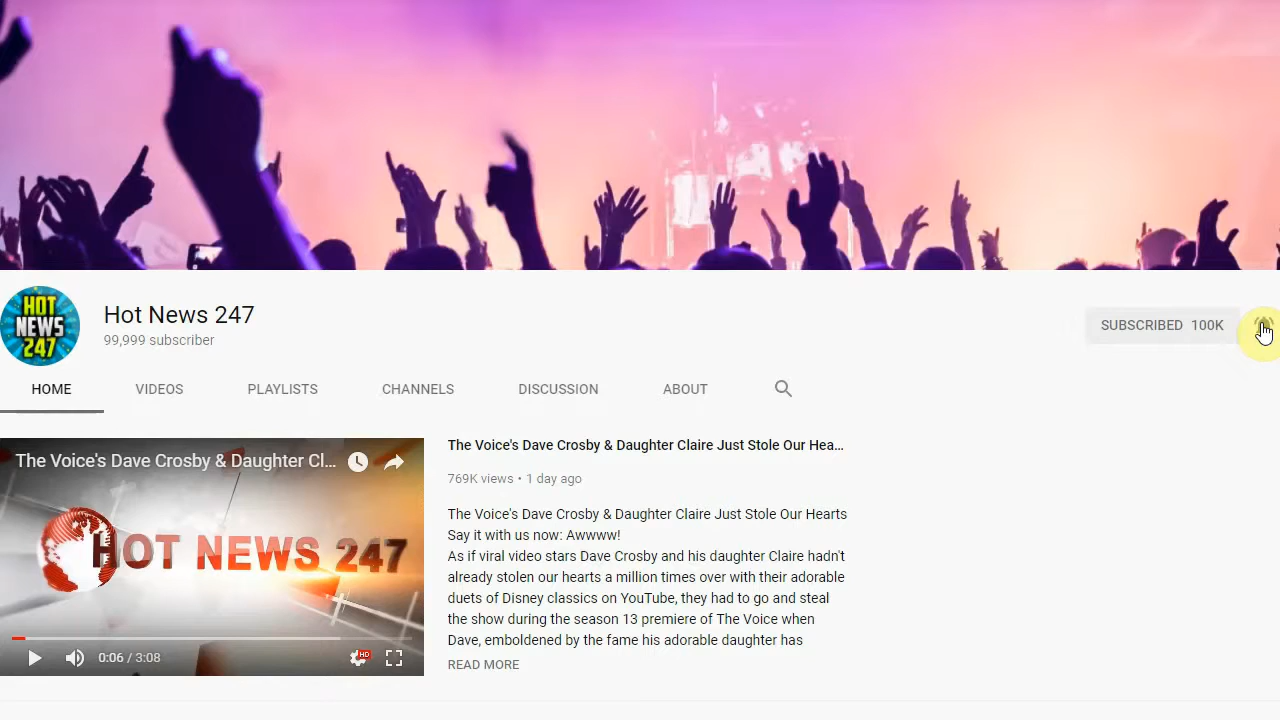 HOT
NEWS
247
Hot News 247
99,999 subscriber
SUBSCRIBED 100K
HOME VIDEOS PLAYLISTS CHANNELS DISCUSSION ABOUT
The Voice's Dave Crosby & Daughter Cl...
HOT NEWS 247
0:06 / 3:08
HD
The Voice's Dave Crosby & Daughter Claire Just Stole Our Hea...
769K views • 1 day ago
The Voice's Dave Crosby & Daughter Claire Just Stole Our Hearts
Say it with us now: Awwww!
As if viral video stars Dave Crosby and his daughter Claire hadn't
already stolen our hearts a million times over with their adorable
duets of Disney classics on YouTube, they had to go and steal
the show during the season 13 premiere of The Voice when
Dave, emboldened by the fame his adorable daughter has
READ MORE